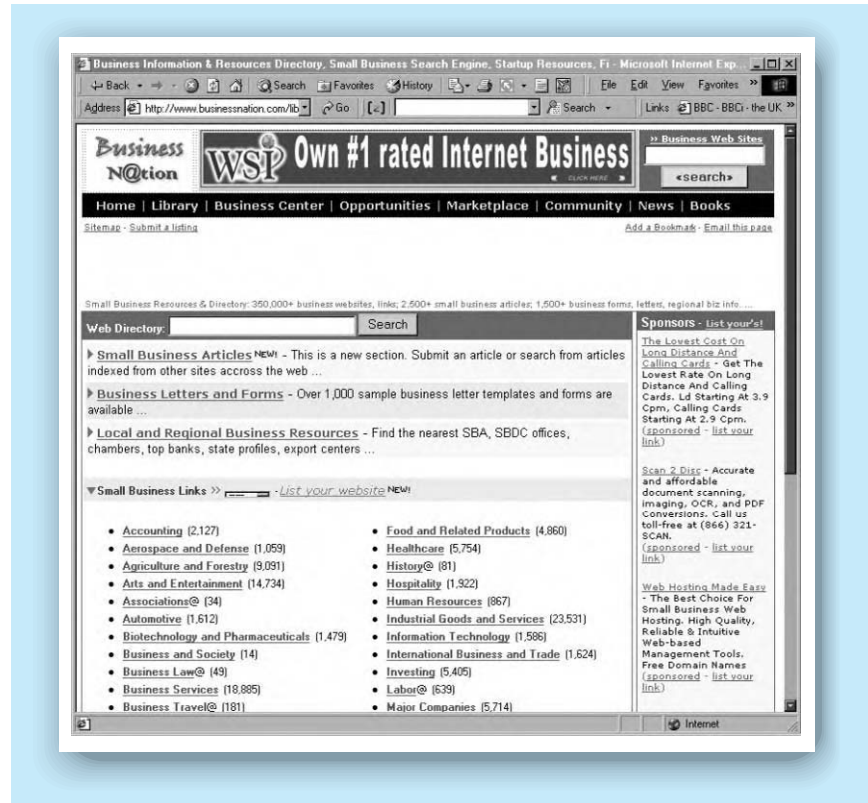 Business Information & Resources Directory, Small Business Search Engine, Startup Resources, Fi - Microsoft Internet Exp...
Back Search Favorites History File Edit View Favorites »
Address http://www.businessnation.com/lib Go Search Links BBC - BBCi - the UK »
Business
N@tion
WSI Own #1 rated Internet Business
CLICK HERE
» Business Web Sites
«search»
Home | Library | Business Center | Opportunities | Marketplace | Community | News | Books
Sitemap - Submit a listing
Add a Bookmark - Email this page
Small Business Resources & Directory: 350,000+ business websites, links; 2,500+ small business articles; 1,500+ business forms, letters, regional biz info. ...
Web Directory: Search
Small Business Articles NEW! - This is a new section. Submit an article or search from articles
indexed from other sites accross the web ...
Business Letters and Forms - Over 1,000 sample business letter templates and forms are
available ...
Local and Regional Business Resources - Find the nearest SBA, SBDC offices,
chambers, top banks, state profiles, export centers ...
Small Business Links » - List your website NEW!
• Accounting (2,127)
• Aerospace and Defense (1,059)
• Agriculture and Forestry (9,091)
• Arts and Entertainment (14,734)
• Associations@ (34)
• Automotive (1,612)
• Biotechnology and Pharmaceuticals (1,479)
• Business and Society (14)
• Business Law@ (49)
• Business Services (18,885)
• Business Travel@ (181)
• Food and Related Products (4,860)
• Healthcare (5,754)
• History@ (81)
• Hospitality (1,922)
• Human Resources (867)
• Industrial Goods and Services (23,531)
• Information Technology (1,586)
• International Business and Trade (1,624)
• Investing (5,405)
• Labor@ (639)
• Major Companies (5,714)
Sponsors - List your's!
The Lowest Cost On
Long Distance And
Calling Cards - Get The
Lowest Rate On Long
Distance And Calling
Cards. Ld Starting At 3.9
Cpm, Calling Cards
Starting At 2.9 Cpm.
(sponsored - list your
link)
Scan 2 Disc - Accurate
and affordable
document scanning,
imaging, OCR, and PDF
Conversions. Call us
toll-free at (866) 321-
SCAN.
(sponsored - list your
link)
Web Hosting Made Easy
- The Best Choice For
Small Business Web
Hosting. High Quality,
Reliable & Intuitive
Web-based
Management Tools.
Free Domain Names
(sponsored - list your
link)
Internet